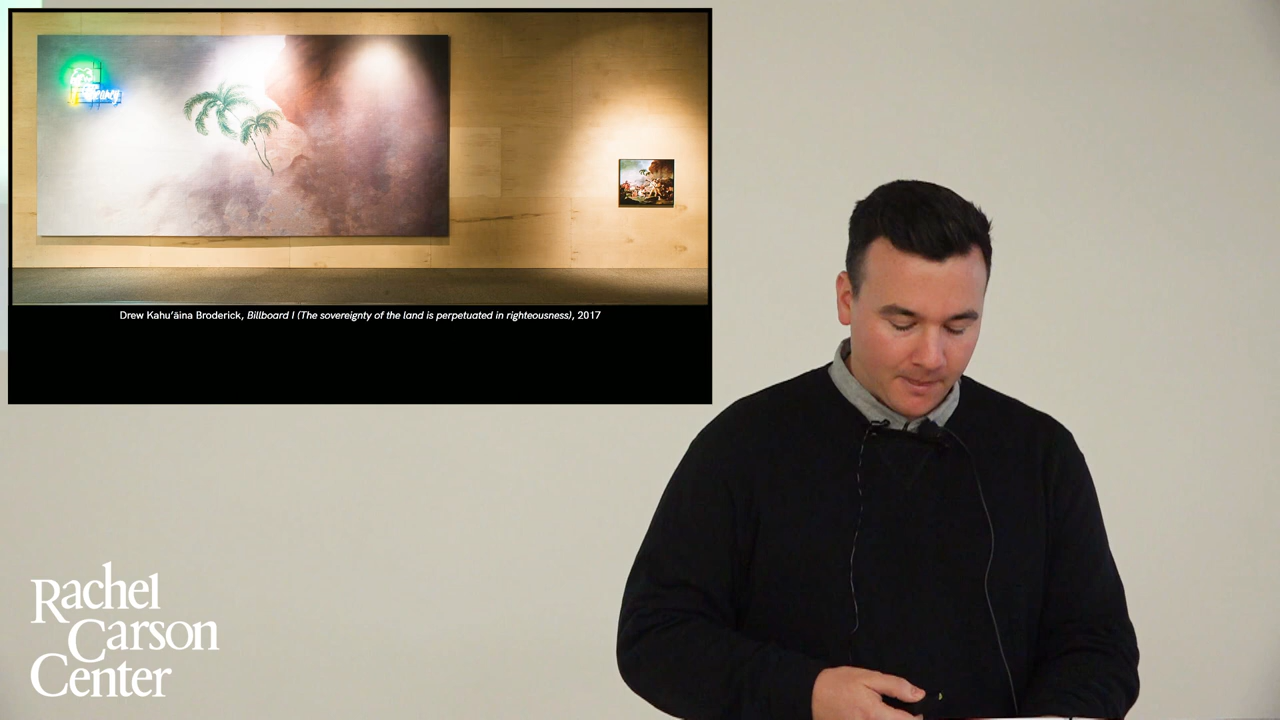 Drew Kahuʻāina Broderick, Billboard I (The sovereignty of the land is perpetuated in righteousness), 2017
Rachel
Carson
Center